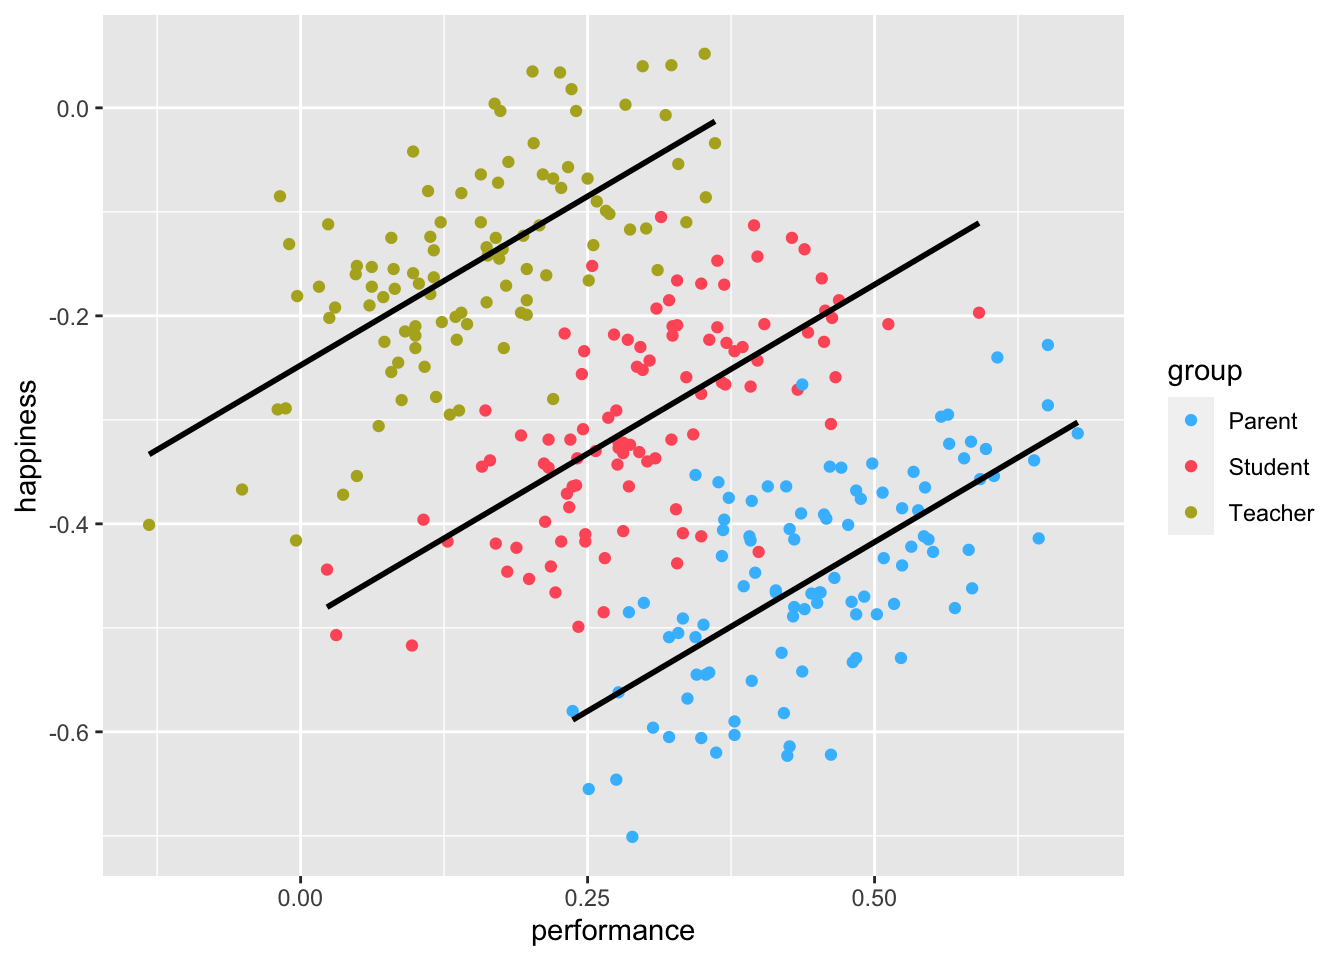 0.0
-0.2
-0.4
-0.6
happiness
0.00
0.25
0.50
performance
group
Parent
Student
Teacher